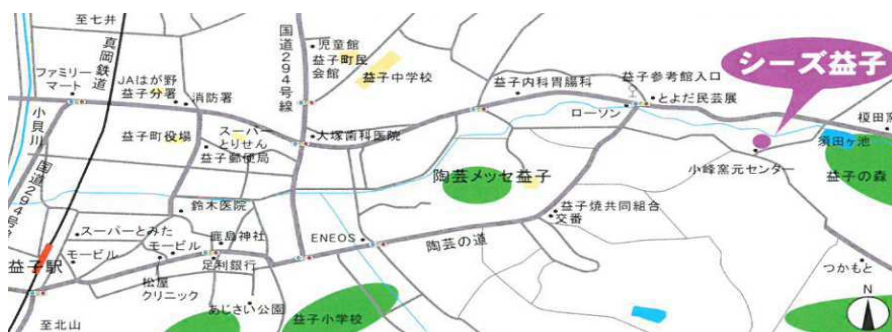 至七井
真岡鉄道
国道294号線
児童館
益子町民
会館
益子中学校
ファミリー
マート
JAはが野
益子分署
消防署
益子内科胃腸科
益子参考館入口
シーズ益子
とよだ民芸展
ローソン
榎田窯
小貝川
益子町役場
スーパー
とりせん
益子郵便局
大塚歯科医院
須田ヶ池
小峰窯元センター
益子の森
国道294号
陶芸メッセ益子
鈴木医院
益子焼共同組合
交番
スーパーとみた
鹿島神社
ENEOS
陶芸の道
モービル
モービル
益子駅
足利銀行
松屋
クリニック
つかもと
あじさい公園
益子小学校
至北山
N